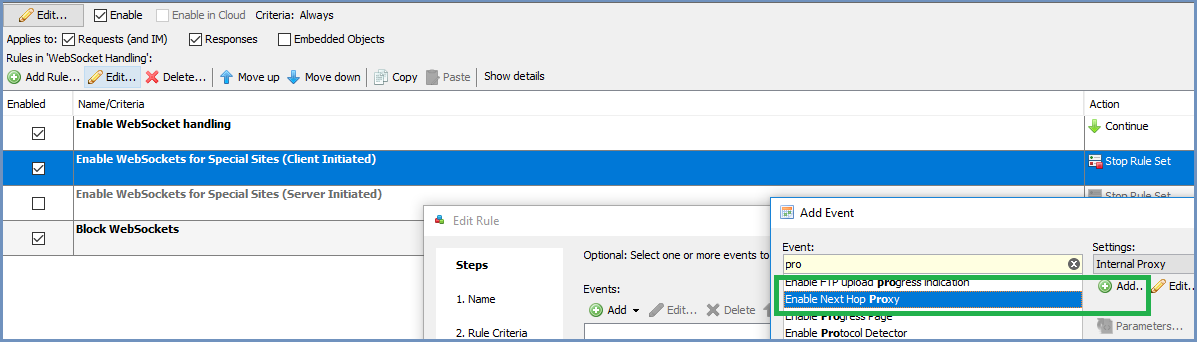 Edit... Enable Enable in Cloud Criteria: Always
Applies to: Requests (and IM) Responses Embedded Objects
Rules in 'WebSocket Handling':
Add Rule... Edit... Delete... Move up Move down Copy Paste Show details
Enabled Name/Criteria Action
Enable WebSocket handling Continue
Enable WebSockets for Special Sites (Client Initiated) Stop Rule Set
Enable WebSockets for Special Sites (Server Initiated) Stop Rule Set
Block WebSockets
Edit Rule
Steps
1. Name
2. Rule Criteria
Optional: Select one or more events to
Events:
Add Edit... Delete
Add Event
Event: Settings:
pro Internal Proxy
Enable FTP upload progress indication
Enable Next Hop Proxy
Enable Progress Page
Enable Protocol Detector
Add.. Edit..
Parameters...